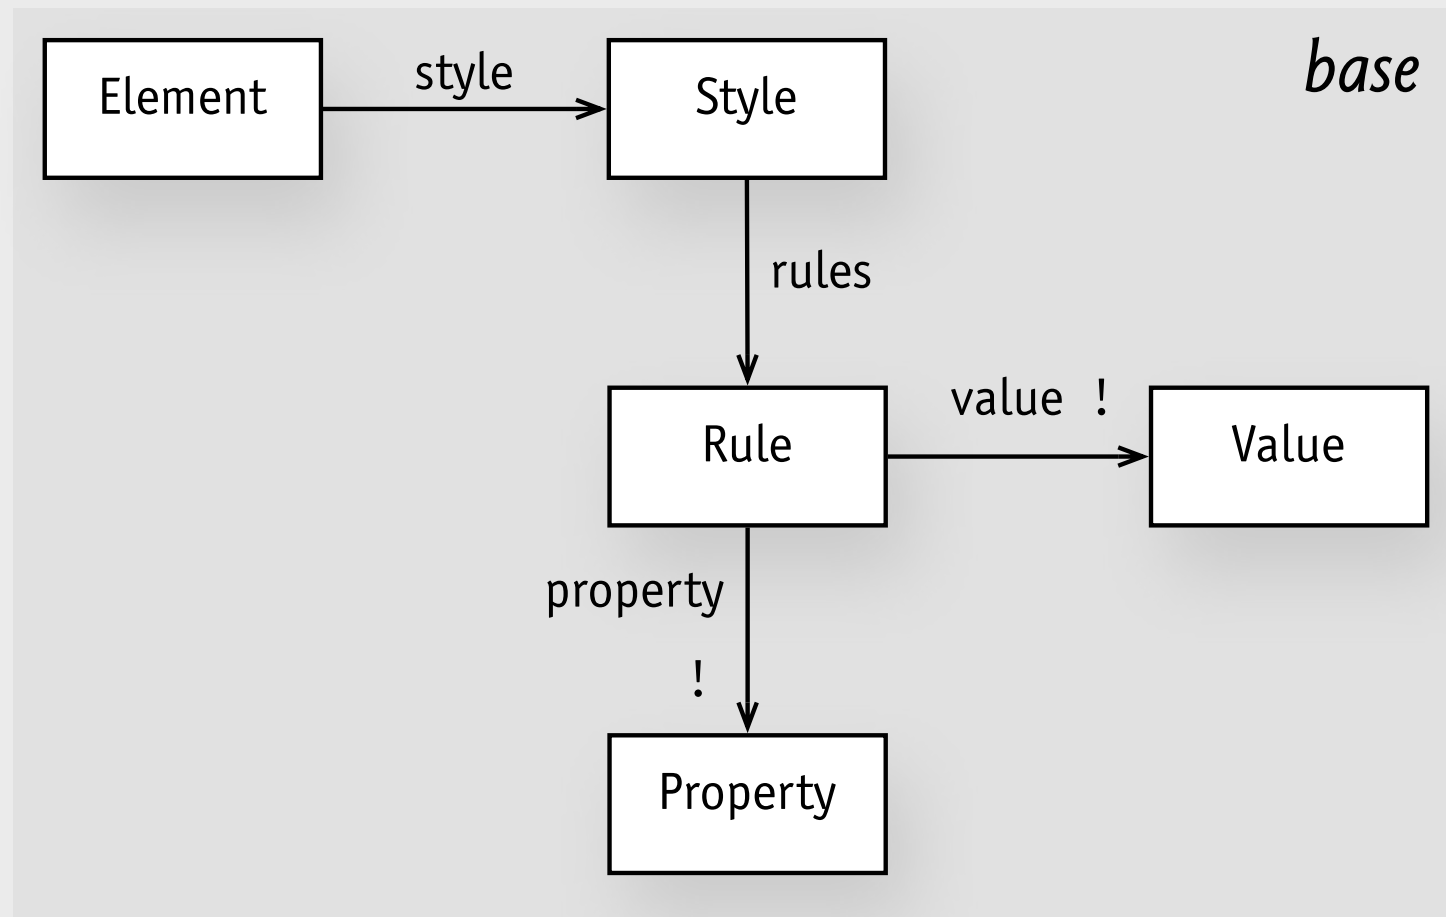 Element
style
Style
base
rules
Rule
value !
Value
property
!
Property